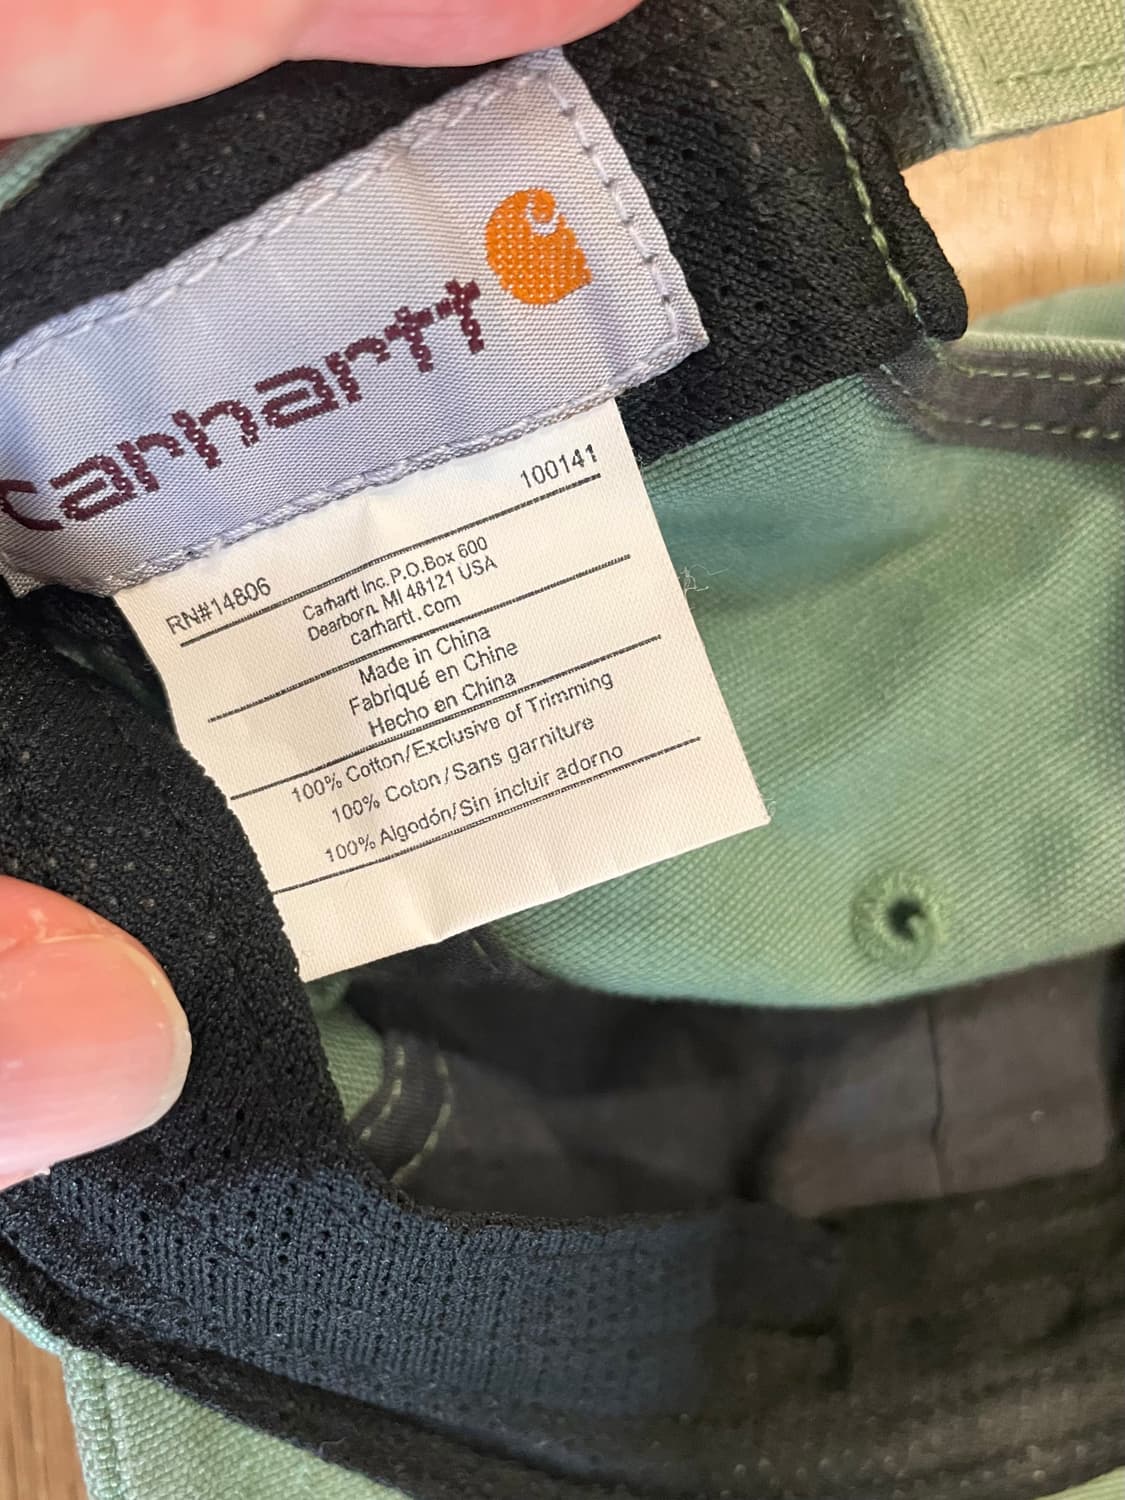 carhartt
RN#14806 100141
Carhartt Inc. P.O.Box 600
Dearborn, MI 48121 USA
carhartt.com
Made in China
Fabriqué en Chine
Hecho en China
100% Cotton/Exclusive of Trimming
100% Coton/Sans garniture
100% Algodón/Sin incluir adorno